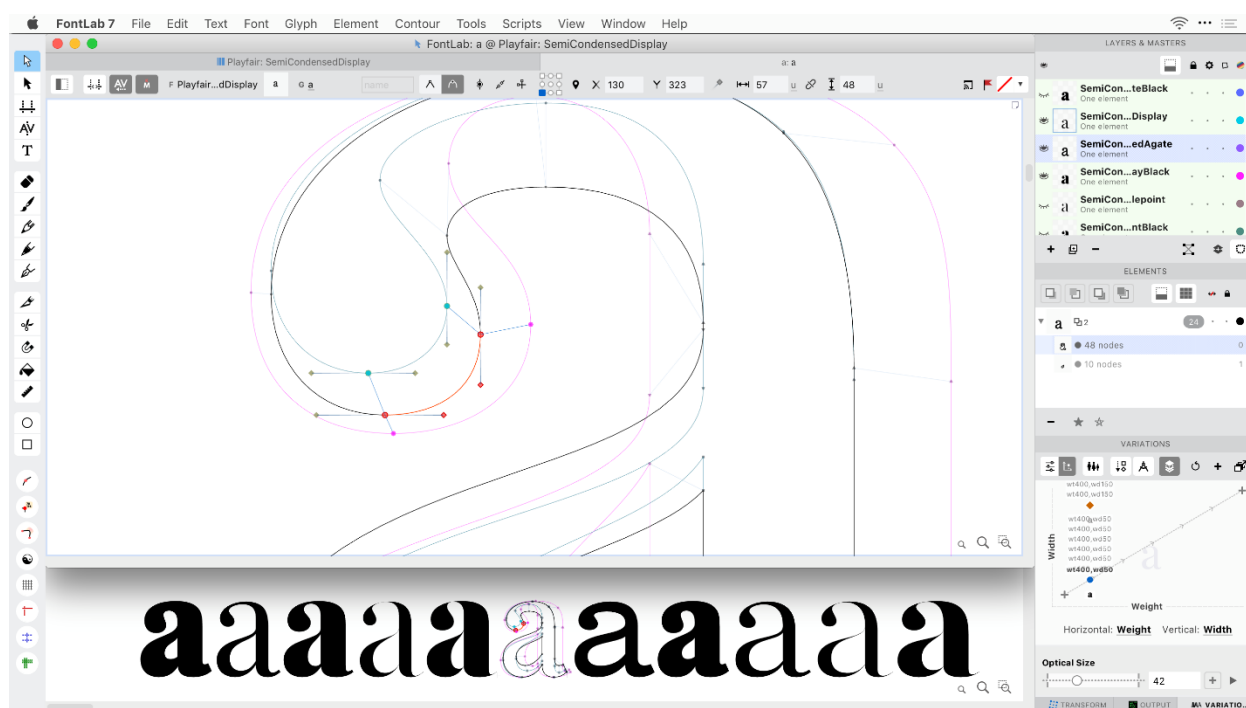 FontLab 7 File Edit Text Font Glyph Element Contour Tools Scripts View Window Help
FontLab: a @ Playfair: SemiCondensedDisplay
Playfair: SemiCondensedDisplay
a: a
F Playfair...dDisplay a G a name X 130 Y 323 57 u 48 u
AV
T
aaaaaaaaaaaa
LAYERS & MASTERS
a SemiCon...teBlack
One element
a SemiCon...Display
One element
a SemiCon...edAgate
One element
a SemiCon...ayBlack
One element
a SemiCon...lepoint
One element
a SemiCon...ntBlack
ELEMENTS
a 2 24
48 nodes 0
10 nodes 1
VARIATIONS
wt400,wd150
wt400,wd150
wt400,wd50
wt400,wd50
wt400,wd50
wt400,wd50
wt400,wd50
wt400,wd50
Width
a
a
Weight
Horizontal: Weight Vertical: Width
Optical Size
42
TRANSFORM OUTPUT VARIATIO...